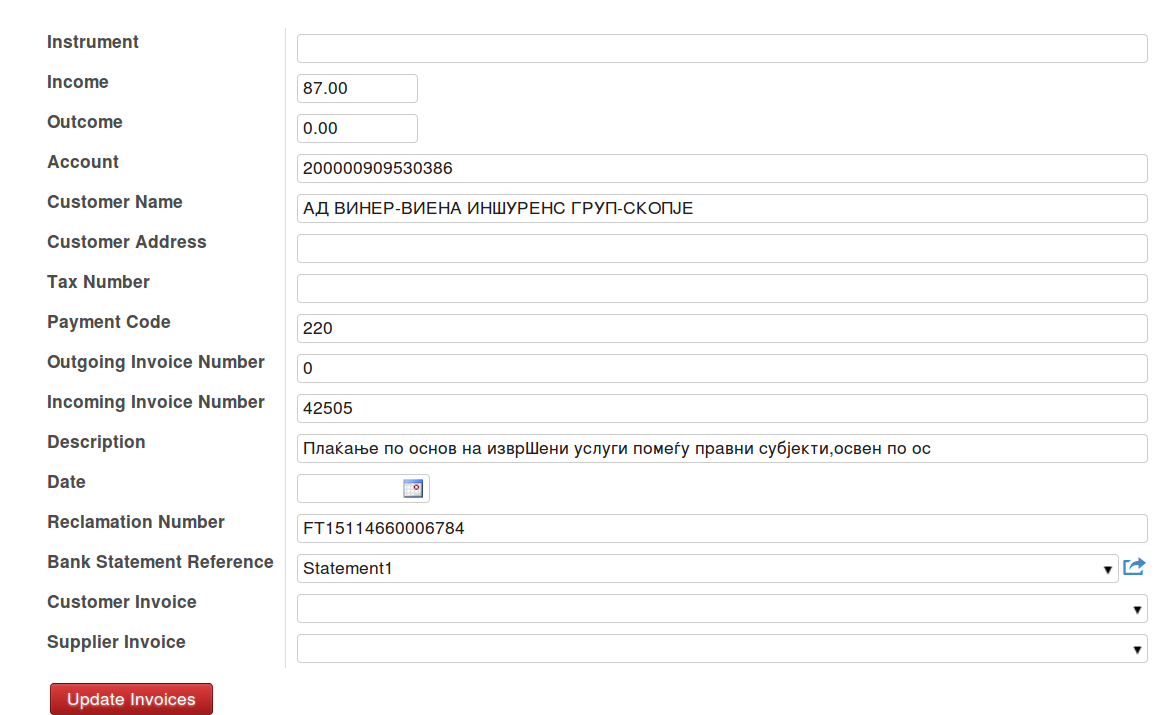 Instrument
Income 87.00
Outcome 0.00
Account 200000909530386
Customer Name АД ВИНЕР-ВИЕНА ИНШУРЕНС ГРУП-СКОПЈЕ
Customer Address
Tax Number
Payment Code 220
Outgoing Invoice Number 0
Incoming Invoice Number 42505
Description Плаќање по основ на изврШени услуги помеѓу правни субјекти,освен по ос
Date
Reclamation Number FT15114660006784
Bank Statement Reference Statement1
Customer Invoice
Supplier Invoice
Update Invoices